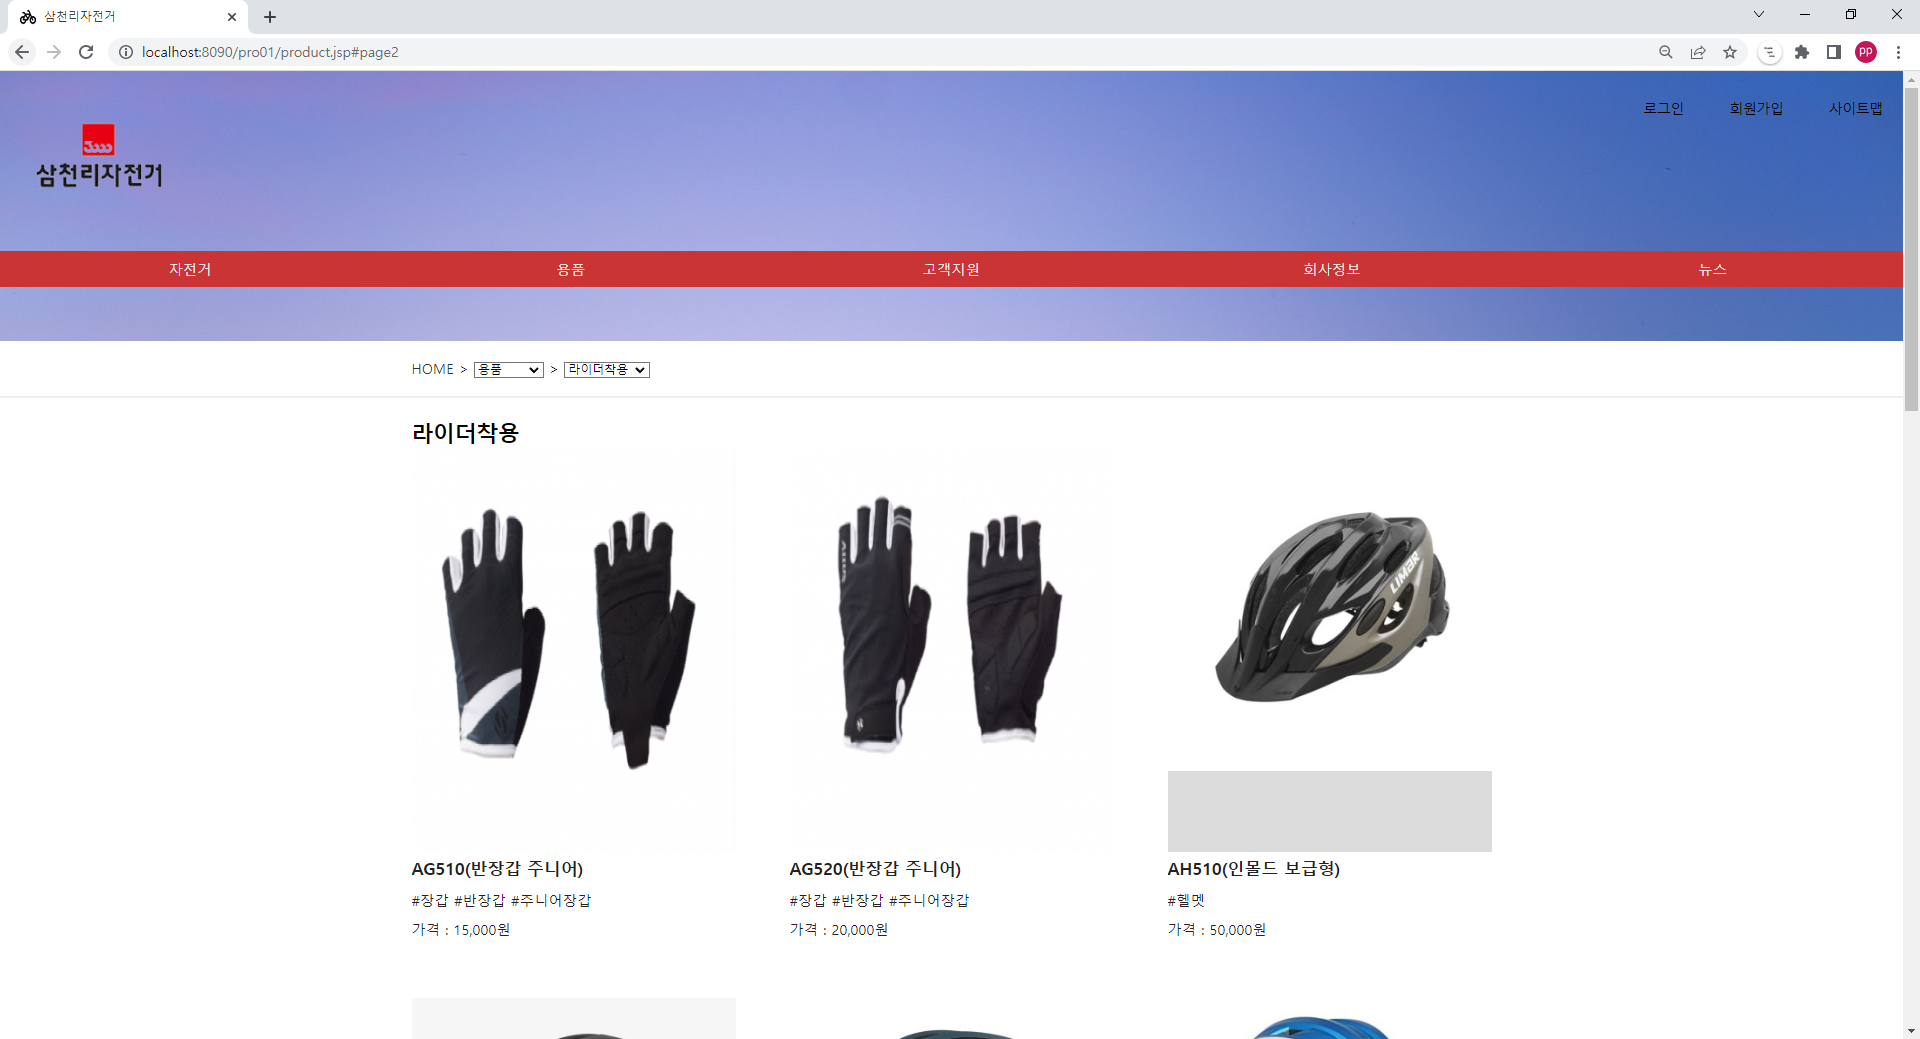 삼천리자전거
localhost:8090/pro01/product.jsp#page2
pp
로그인 회원가입 사이트맵
3000
삼천리자전거
자전거 용품 고객지원 회사정보 뉴스
HOME > 용품 > 라이더착용
라이더착용
LIMAR
AG510(반장갑 주니어)
#장갑 #반장갑 #주니어장갑
가격 : 15,000원
AG520(반장갑 주니어)
#장갑 #반장갑 #주니어장갑
가격 : 20,000원
AH510(인몰드 보급형)
#헬멧
가격 : 50,000원